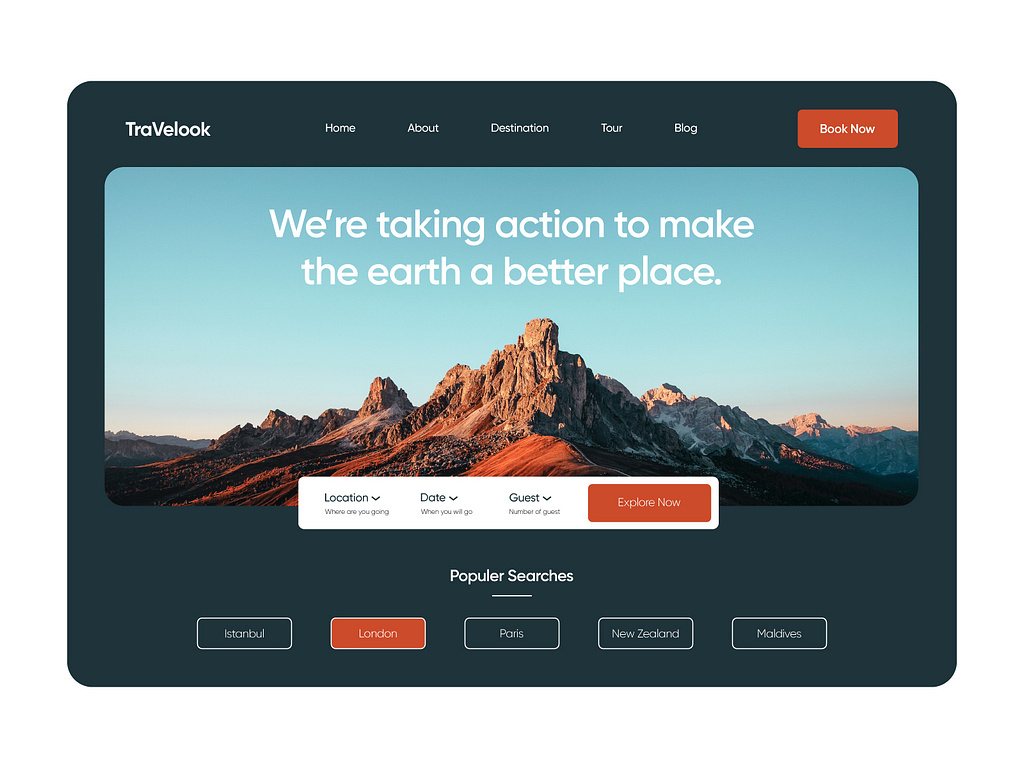 TraVelook
Home About Destination Tour Blog
Book Now
We're taking action to make
the earth a better place.
Location Date Guest
Where are you going When you will go Number of guest
Explore Now
Populer Searches
Istanbul London Paris New Zealand Maldives